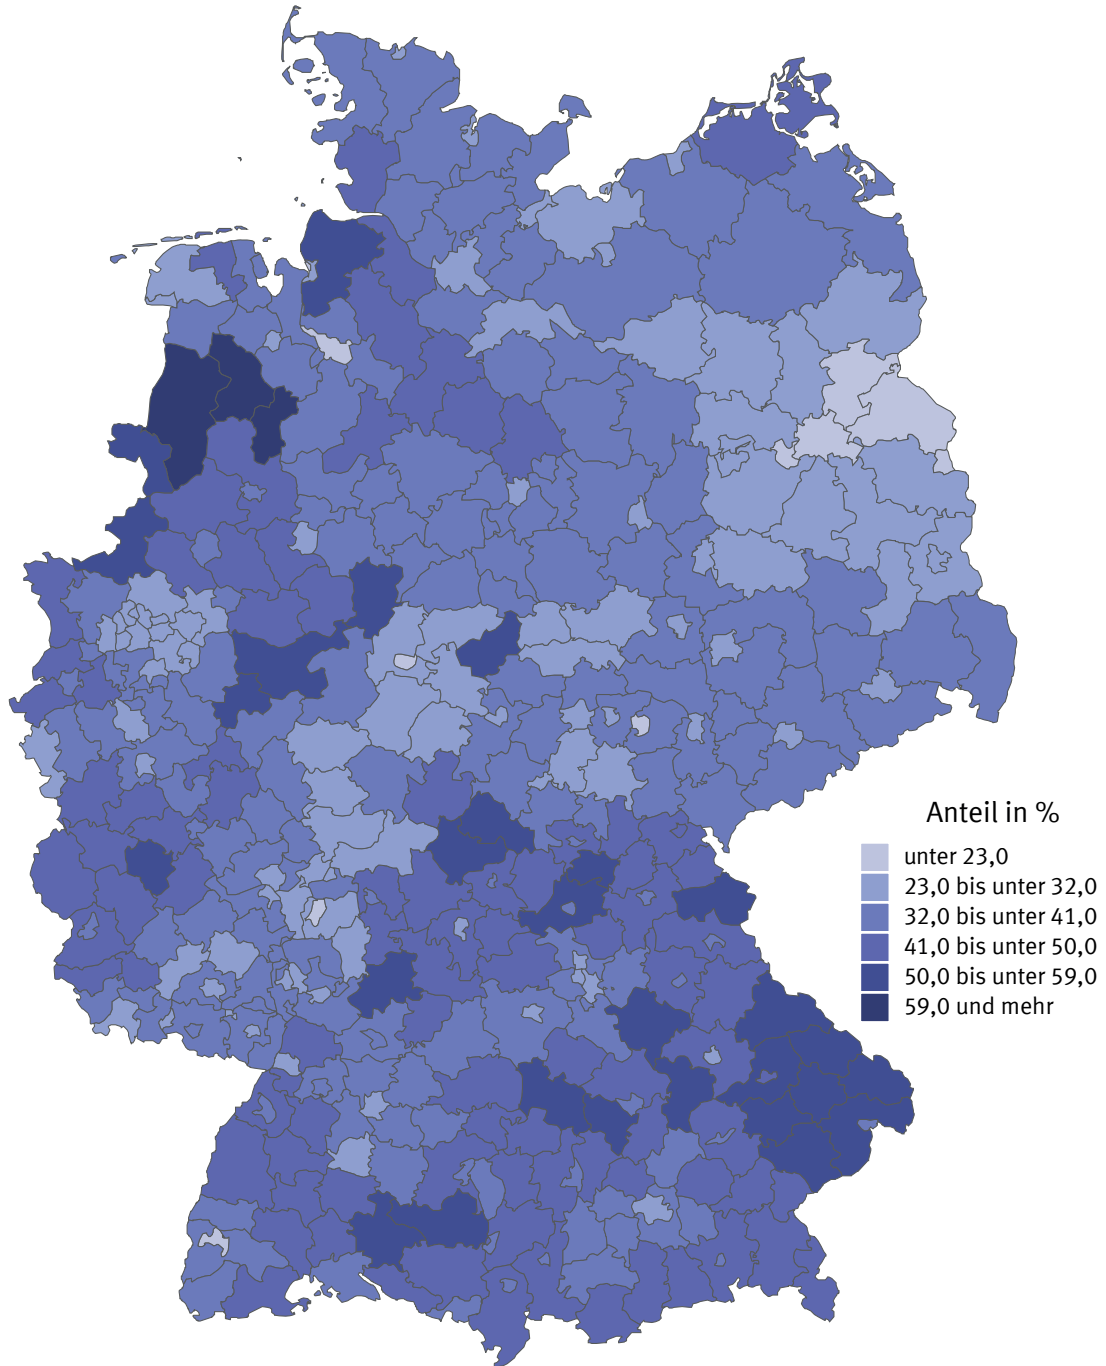 Anteil in %
unter 23,0
23,0 bis unter 32,0
32,0 bis unter 41,0
41,0 bis unter 50,0
50,0 bis unter 59,0
59,0 und mehr